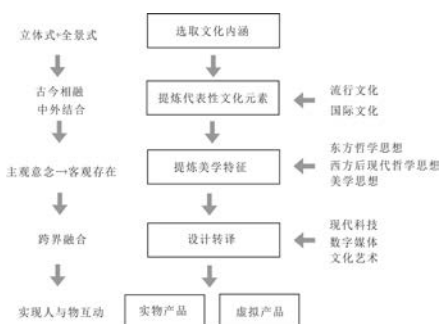 立体式+全景式
选取文化内涵
古今相融
中外结合
提炼代表性文化元素
流行文化
国际文化
主观意念→客观存在
提炼美学特征
东方哲学思想
西方后现代哲学思想
美学思想
跨界融合
设计转译
现代科技
数字媒体
文化艺术
实现人与物互动
实物产品
虚拟产品